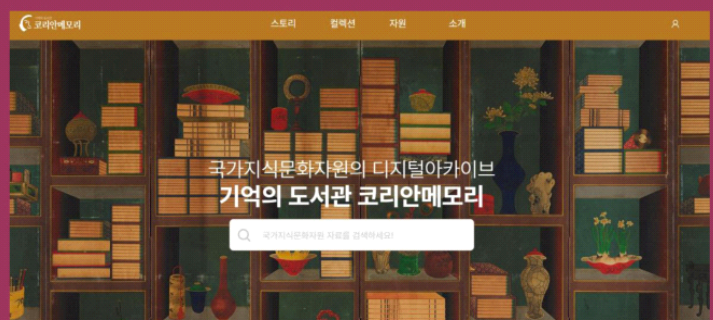 코리안메모리
스토리 컬렉션 자원 소개
국가지식문화자원의 디지털아카이브
기억의 도서관 코리안메모리
국가지식문화자원 자료를 검색하세요!